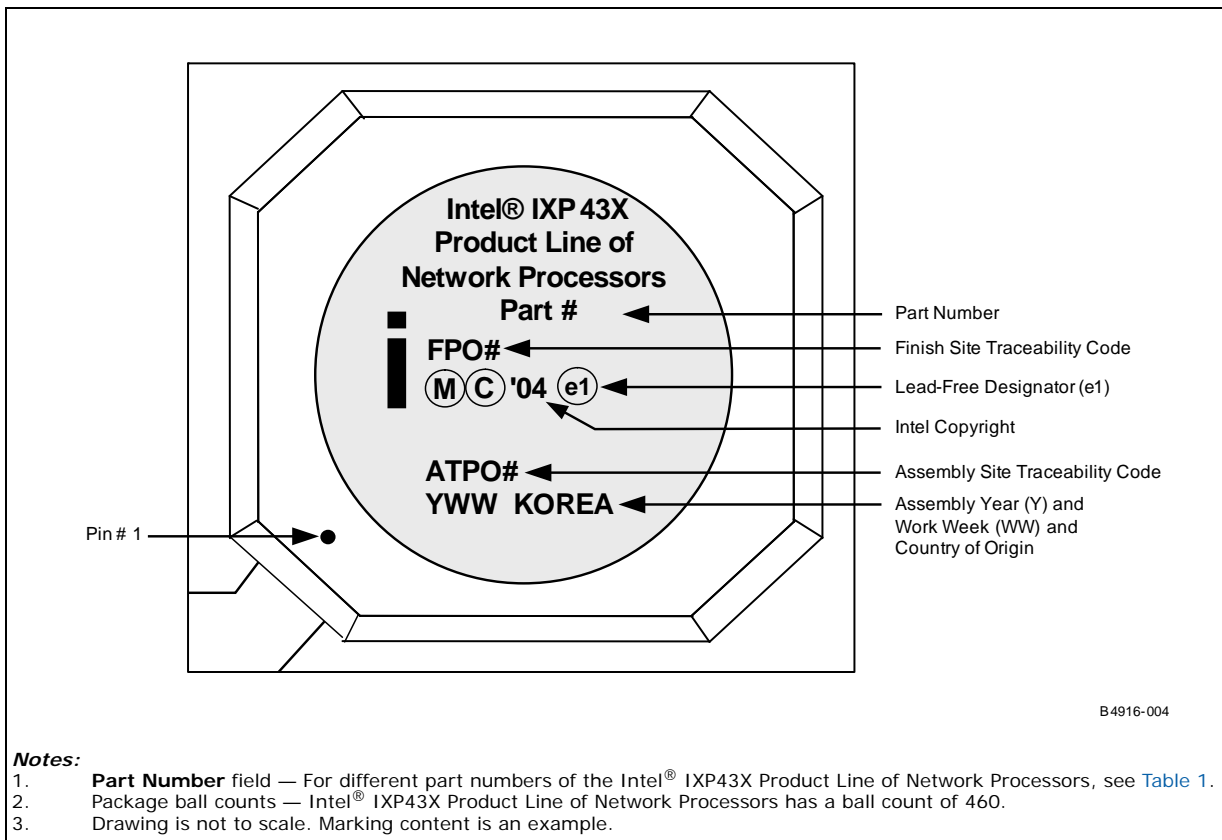 Intel® IXP 43X
Product Line of
Network Processors
Part #
Part Number
i
FPO#
Finish Site Traceability Code
M C '04 e1
Lead-Free Designator (e1)
Intel Copyright
ATPO#
Assembly Site Traceability Code
YWW KOREA
Assembly Year (Y) and
Work Week (WW) and
Country of Origin
Pin # 1
B4916-004
Notes:
1. Part Number field — For different part numbers of the Intel® IXP43X Product Line of Network Processors, see Table 1.
2. Package ball counts — Intel® IXP43X Product Line of Network Processors has a ball count of 460.
3. Drawing is not to scale. Marking content is an example.